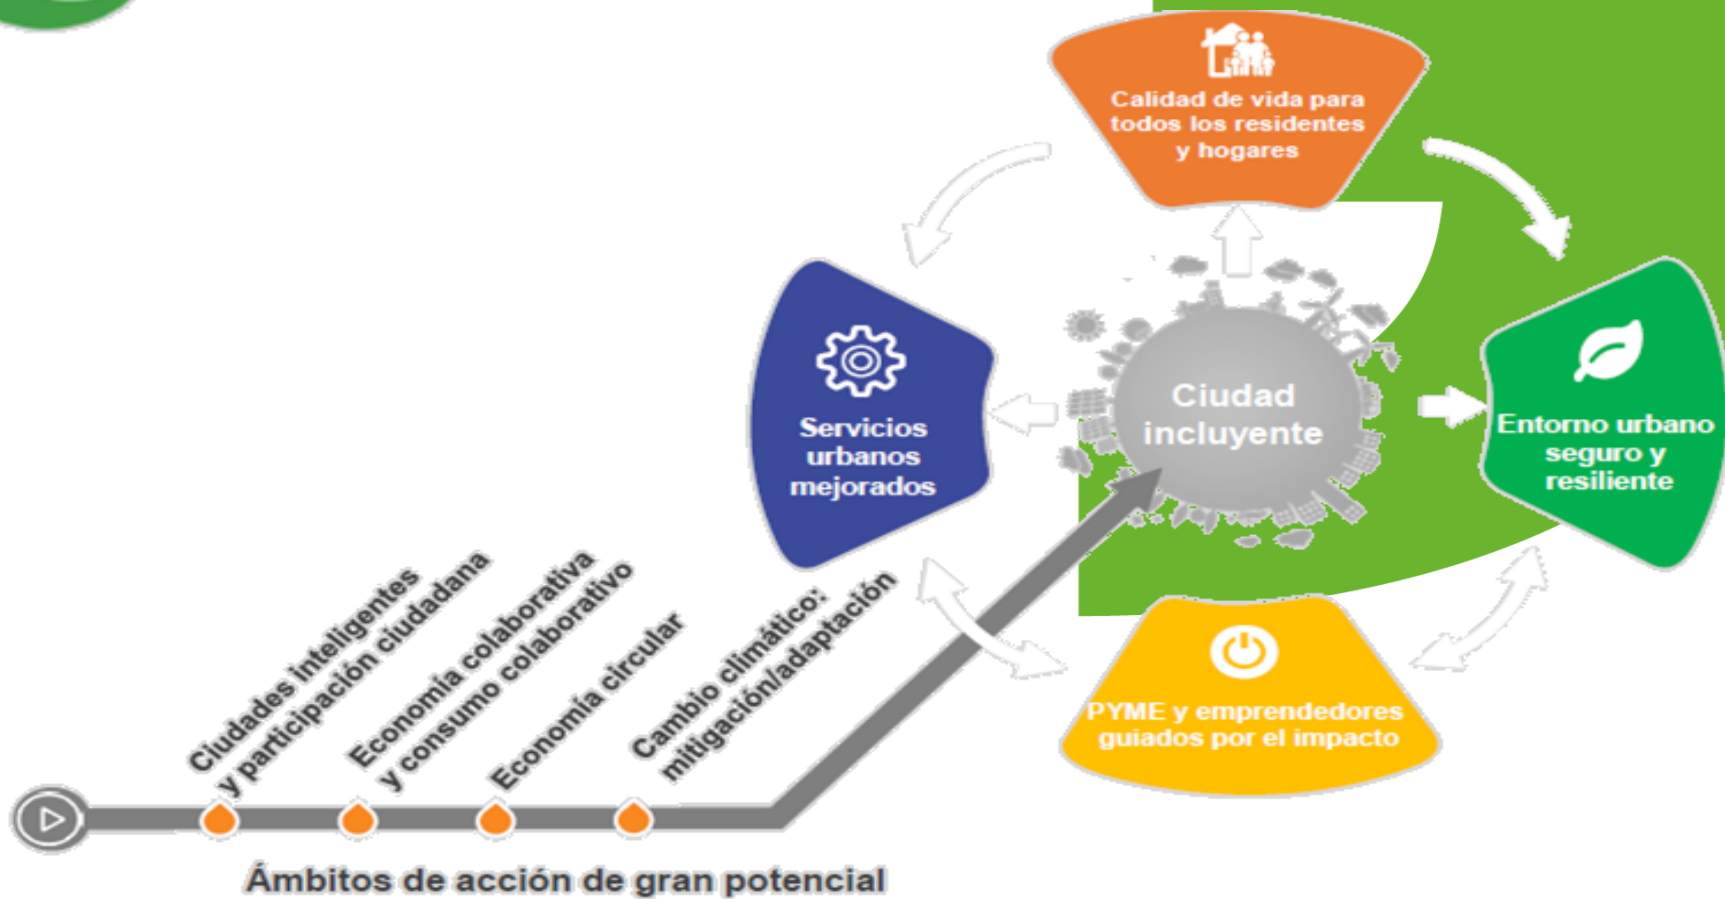 Calidad de vida para
todos los residentes
y hogares
Servicios
urbanos
mejorados
Ciudad
incluyente
Entorno urbano
seguro y
resiliente
PYME y emprendedores
guiados por el impacto
Ciudades inteligentes
y participación ciudadana
Economía colaborativa
y consumo colaborativo
Economía circular
Cambio climático:
mitigación/adaptación
Ámbitos de acción de gran potencial